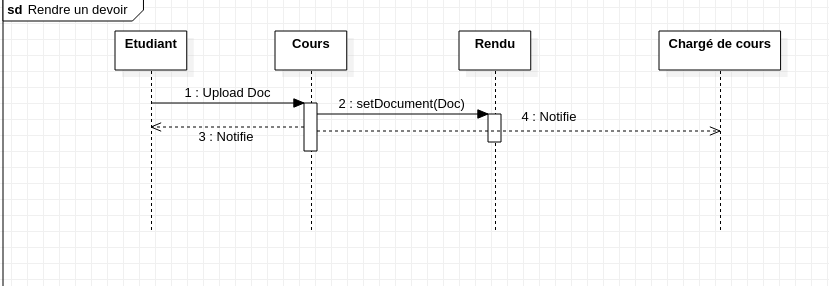 sd Rendre un devoir
Etudiant
Cours
Rendu
Chargé de cours
1 : Upload Doc
2 : setDocument(Doc)
3 : Notifie
4 : Notifie